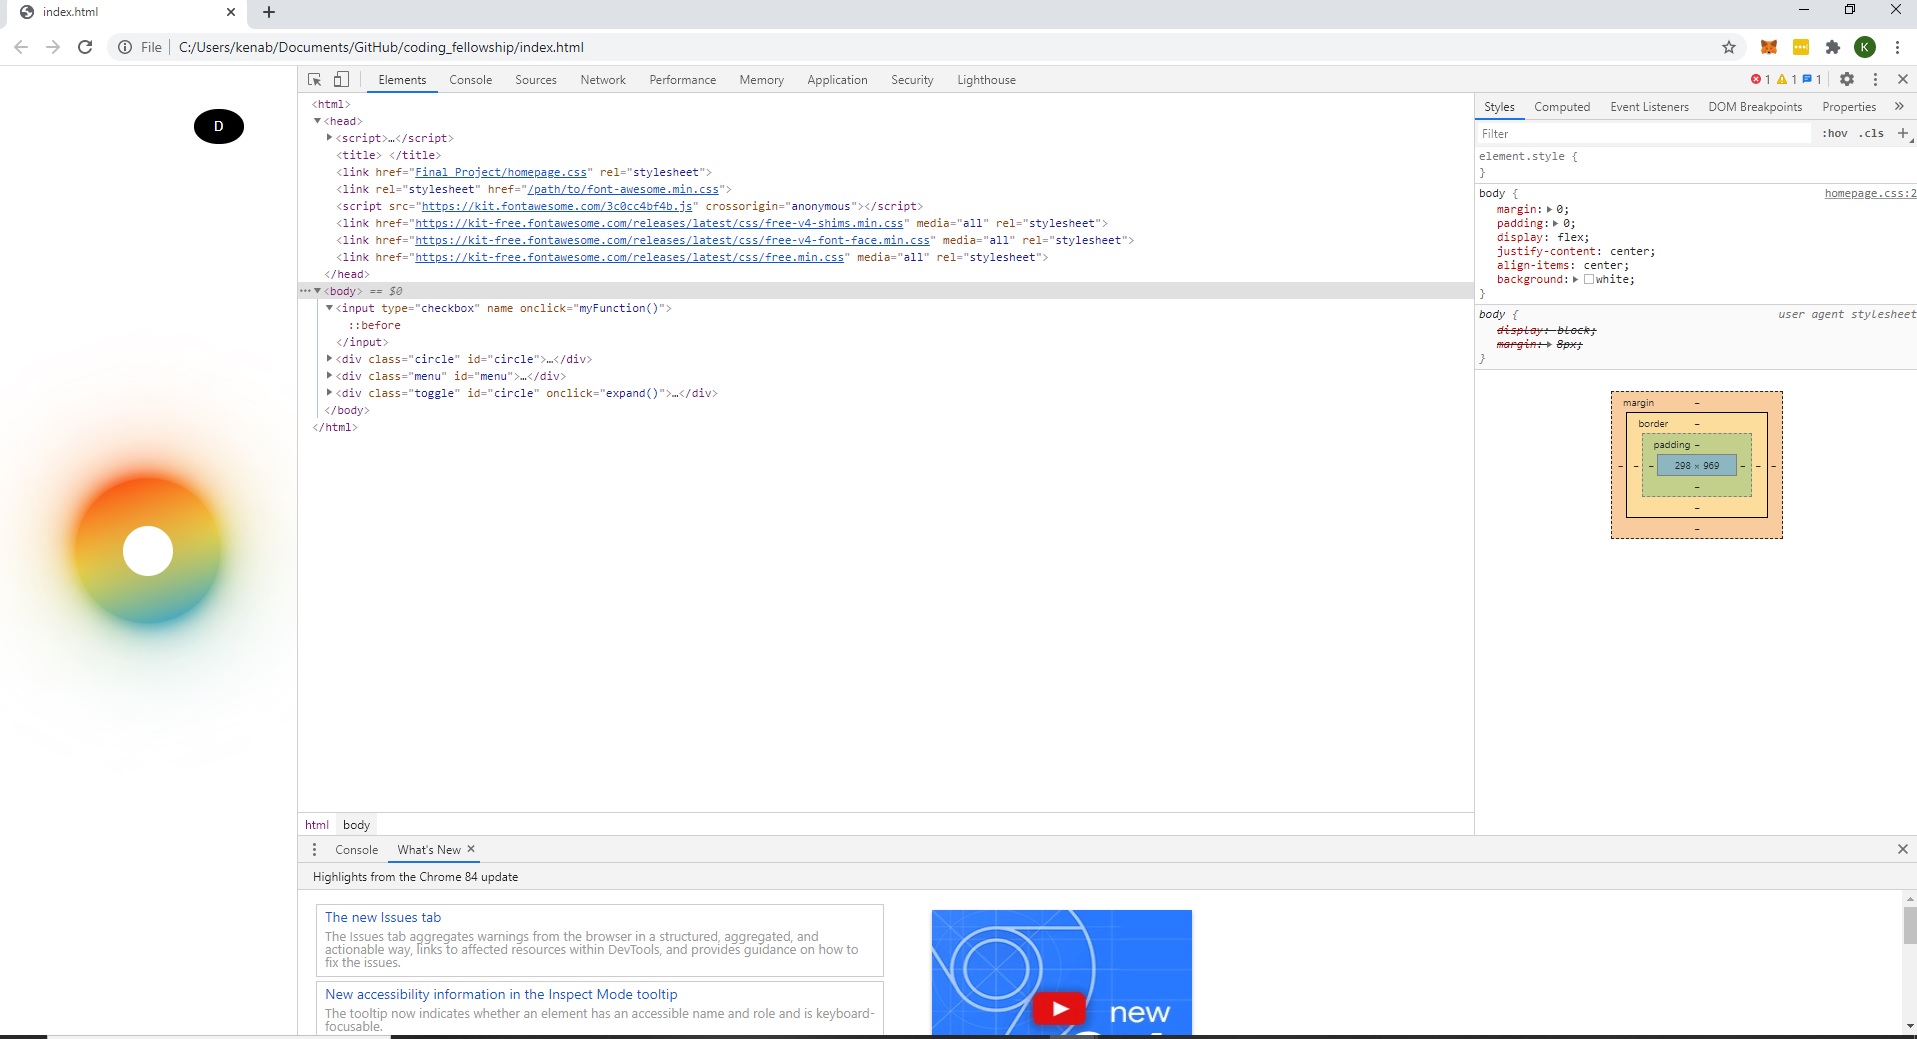 index.html
File C:/Users/kenab/Documents/GitHub/coding_fellowship/index.html
K
D
Elements Console Sources Network Performance Memory Application Security Lighthouse
1 1 1
<html>
<head>
<script>…</script>
<title> </title>
<link href="Final Project/homepage.css" rel="stylesheet">
<link rel="stylesheet" href="/path/to/font-awesome.min.css">
<script src="https://kit.fontawesome.com/3c0cc4bf4b.js" crossorigin="anonymous"></script>
<link href="https://kit-free.fontawesome.com/releases/latest/css/free-v4-shims.min.css" media="all" rel="stylesheet">
<link href="https://kit-free.fontawesome.com/releases/latest/css/free-v4-font-face.min.css" media="all" rel="stylesheet">
<link href="https://kit-free.fontawesome.com/releases/latest/css/free.min.css" media="all" rel="stylesheet">
</head>
<body> == $0
<input type="checkbox" name onclick="myFunction()">
::before
</input>
<div class="circle" id="circle">…</div>
<div class="menu" id="menu">…</div>
<div class="toggle" id="circle" onclick="expand()">…</div>
</body>
</html>
html body
Styles Computed Event Listeners DOM Breakpoints Properties »
Filter :hov .cls +
element.style {
}
body { homepage.css:2
margin: 0;
padding: 0;
display: flex;
justify-content: center;
align-items: center;
background: white;
}
body { user agent stylesheet
display: block;
margin: 8px;
}
margin –
border –
padding –
– – – 298 × 969 – – –
–
–
–
Console What's New
Highlights from the Chrome 84 update
The new Issues tab
The Issues tab aggregates warnings from the browser in a structured, aggregated, and
actionable way, links to affected resources within DevTools, and provides guidance on how to
fix the issues.
New accessibility information in the Inspect Mode tooltip
The tooltip now indicates whether an element has an accessible name and role and is keyboard-
focusable.
new